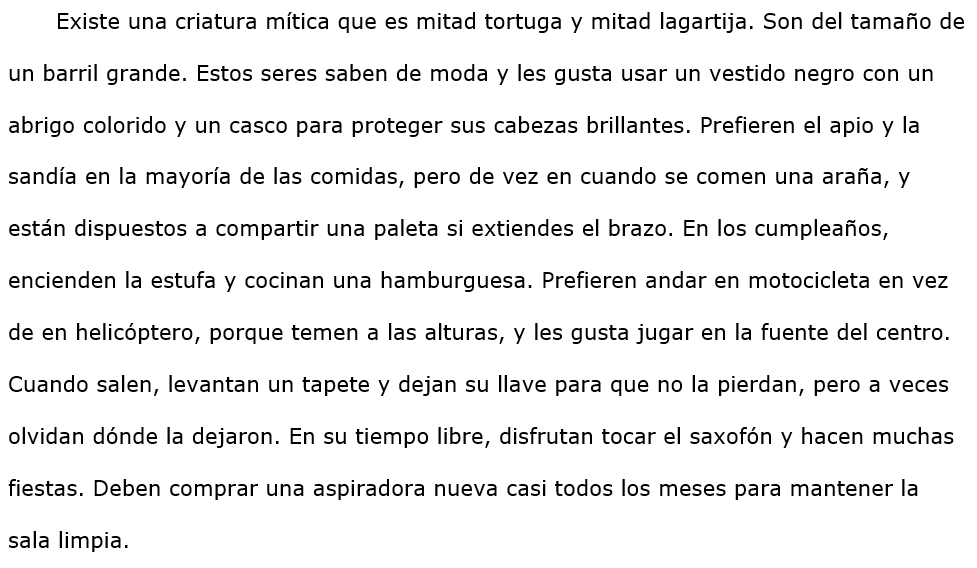 Existe una criatura mítica que es mitad tortuga y mitad lagartija. Son del tamaño de
un barril grande. Estos seres saben de moda y les gusta usar un vestido negro con un
abrigo colorido y un casco para proteger sus cabezas brillantes. Prefieren el apio y la
sandía en la mayoría de las comidas, pero de vez en cuando se comen una araña, y
están dispuestos a compartir una paleta si extiendes el brazo. En los cumpleaños,
encienden la estufa y cocinan una hamburguesa. Prefieren andar en motocicleta en vez
de en helicóptero, porque temen a las alturas, y les gusta jugar en la fuente del centro.
Cuando salen, levantan un tapete y dejan su llave para que no la pierdan, pero a veces
olvidan dónde la dejaron. En su tiempo libre, disfrutan tocar el saxofón y hacen muchas
fiestas. Deben comprar una aspiradora nueva casi todos los meses para mantener la
sala limpia.